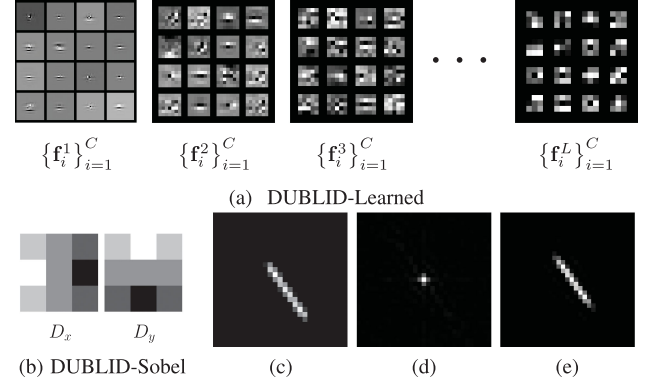 {f_i^1}_{i=1}^C {f_i^2}_{i=1}^C {f_i^3}_{i=1}^C • • • {f_i^L}_{i=1}^C
(a) DUBLID-Learned
D_x D_y
(b) DUBLID-Sobel (c) (d) (e)